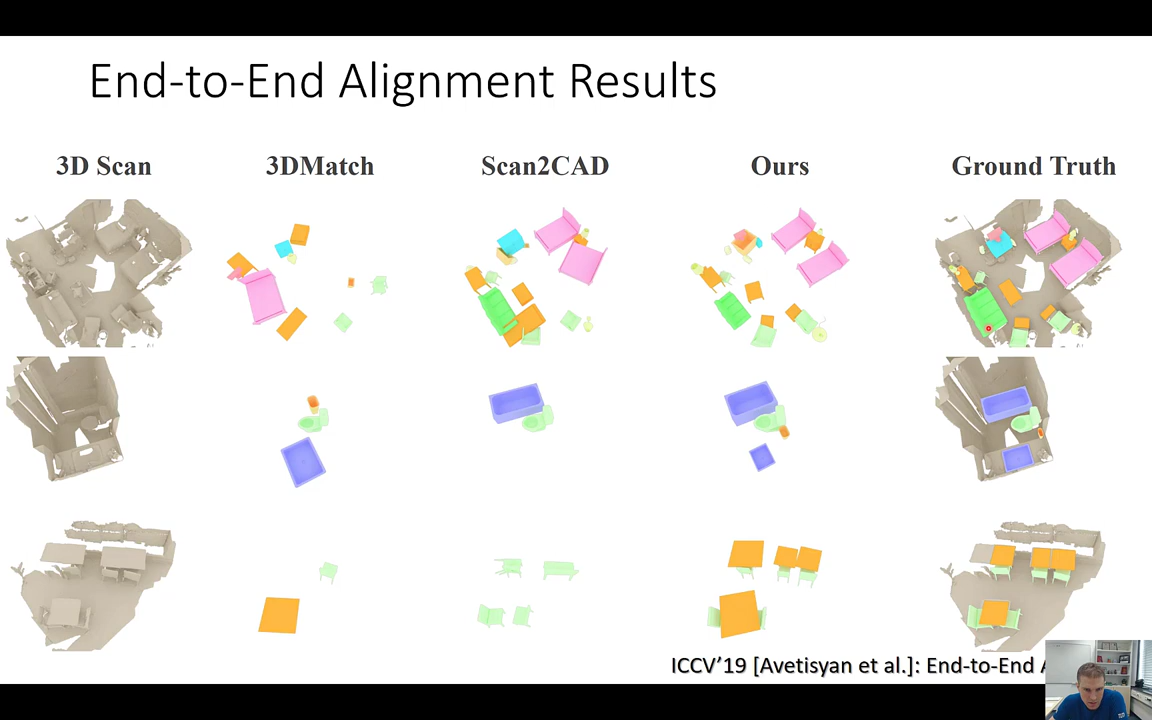 End-to-End Alignment Results
3D Scan
3DMatch
Scan2CAD
Ours
Ground Truth
ICCV'19 [Avetisyan et al.]: End-to-End